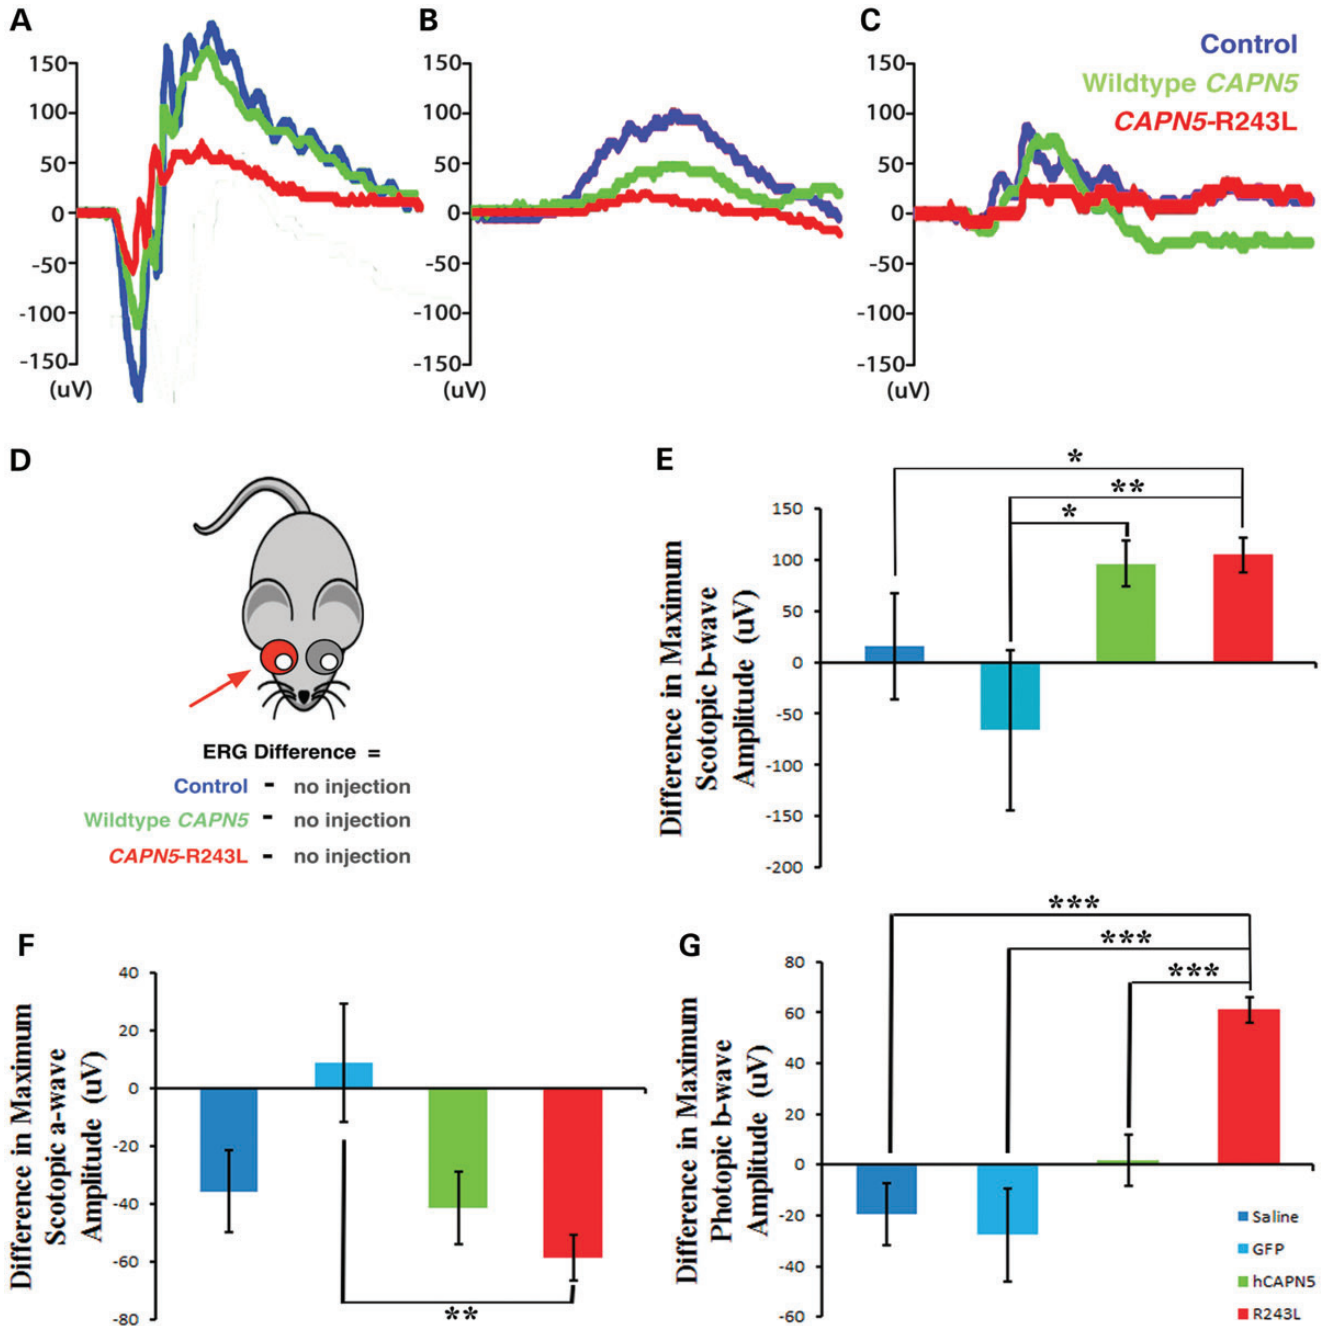 A
150
100
50
0
-50
-100
-150
(uV)
B
150
100
50
0
-50
-100
-150
(uV)
C
150
100
50
0
-50
-100
-150
(uV)
Control
Wildtype CAPN5
CAPN5-R243L
D
ERG Difference =
Control - no injection
Wildtype CAPN5 - no injection
CAPN5-R243L - no injection
E
Difference in Maximum
Scotopic b-wave
Amplitude (uV)
150
100
50
0
-50
-100
-150
-200
*
**
*
F
Difference in Maximum
Scotopic a-wave
Amplitude (uV)
40
20
0
-20
-40
-60
-80
**
G
Difference in Maximum
Photopic b-wave
Amplitude (uV)
80
60
40
20
0
-20
-40
-60
***
***
***
Saline
GFP
hCAPN5
R243L